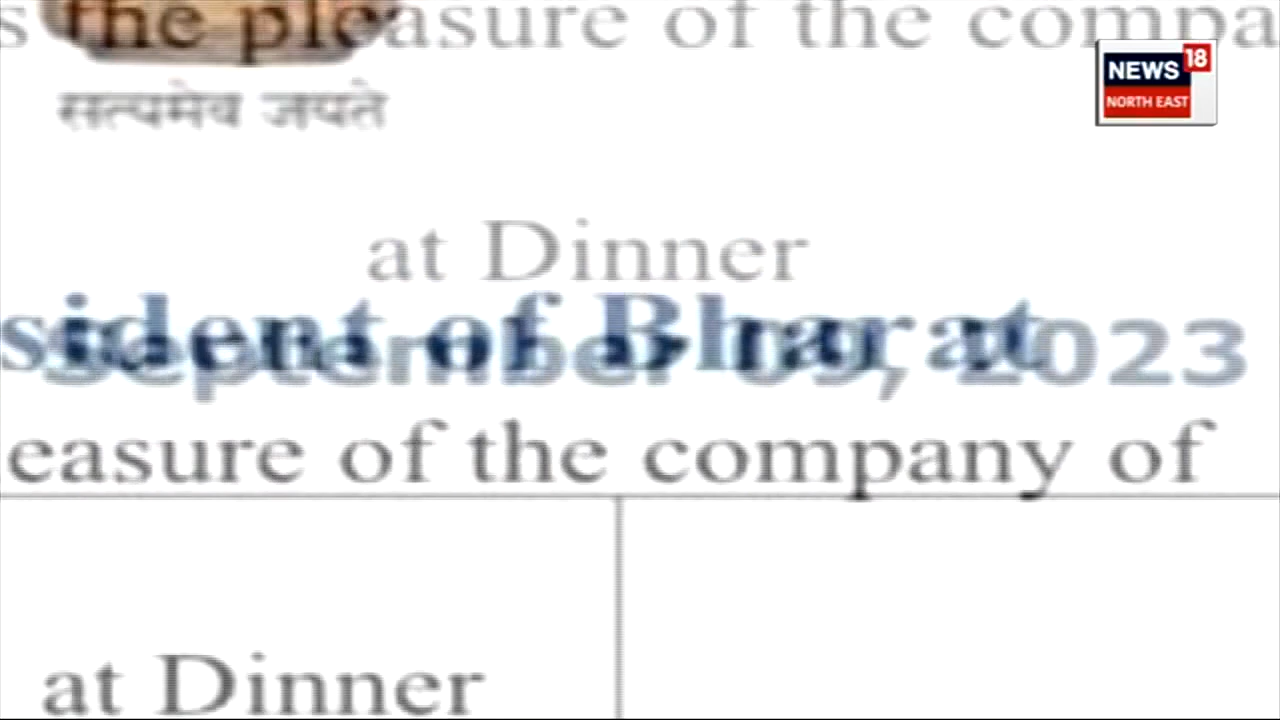 the pleasure of the compa
NEWS 18
NORTH EAST
सत्यमेव जयते
at Dinner
sident of Bharat
September 09, 2023
easure of the company of
at Dinner